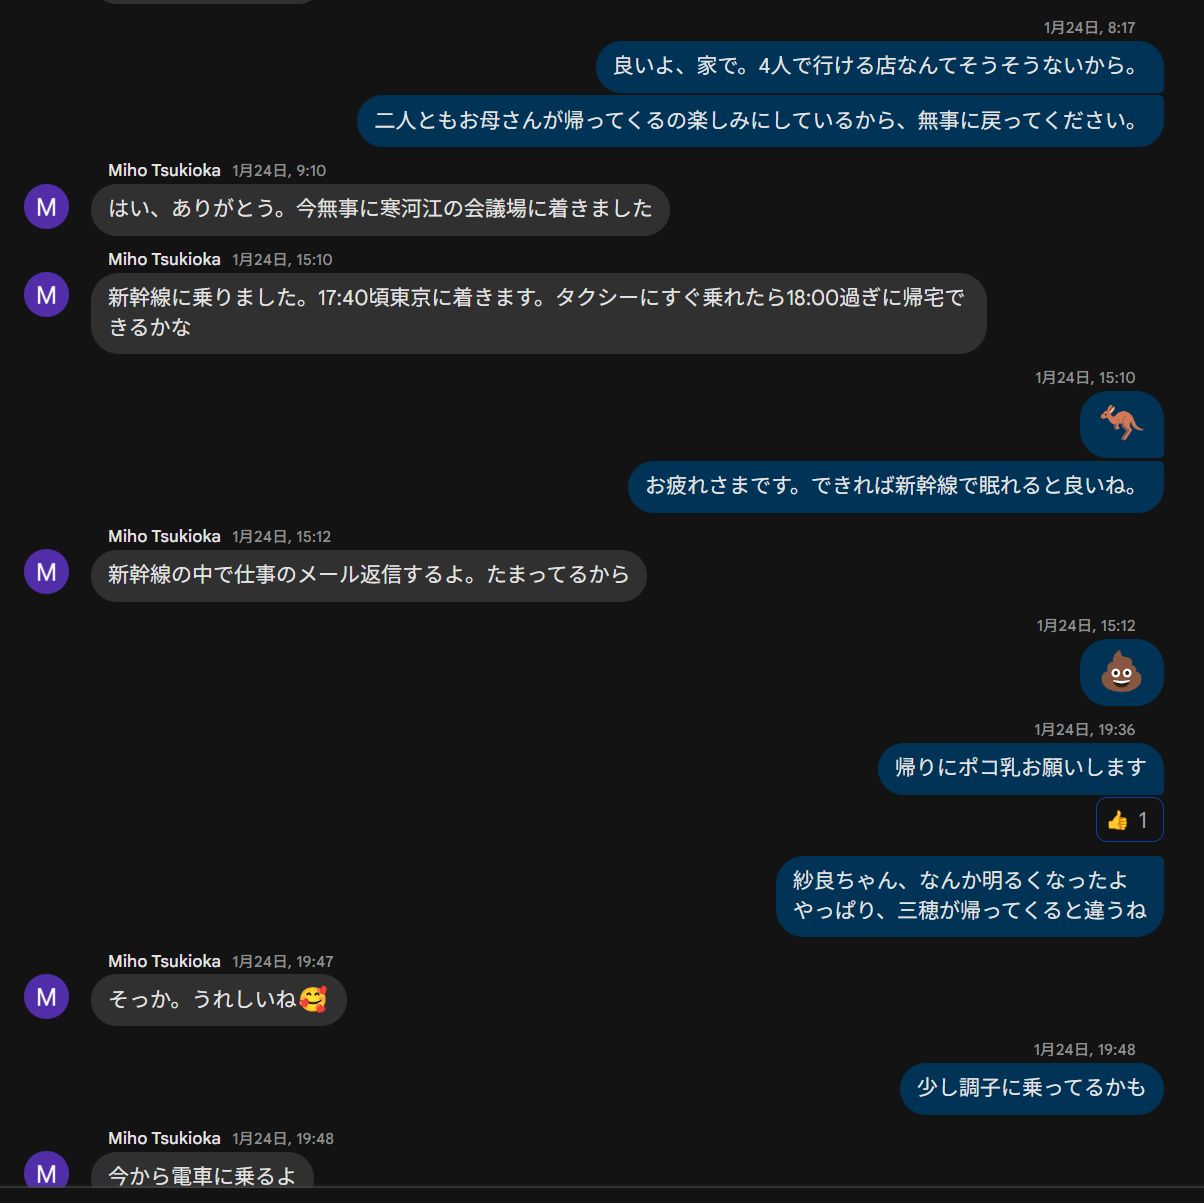 1月24日, 8:17
良いよ、家で。4人で行ける店なんてそうそうないから。
二人ともお母さんが帰ってくるの楽しみにしているから、無事に戻ってください。
Miho Tsukioka 1月24日, 9:10
M
はい、ありがとう。今無事に寒河江の会議場に着きました
Miho Tsukioka 1月24日, 15:10
M
新幹線に乗りました。17:40頃東京に着きます。タクシーにすぐ乗れたら18:00過ぎに帰宅で
きるかな
1月24日, 15:10
🦘
お疲れさまです。できれば新幹線で眠れると良いね。
Miho Tsukioka 1月24日, 15:12
M
新幹線の中で仕事のメール返信するよ。たまってるから
1月24日, 15:12
💩
1月24日, 19:36
帰りにポコ乳お願いします
👍 1
紗良ちゃん、なんか明るくなったよ
やっぱり、三穂が帰ってくると違うね
Miho Tsukioka 1月24日, 19:47
M
そっか。うれしいね🥰
1月24日, 19:48
少し調子に乗ってるかも
Miho Tsukioka 1月24日, 19:48
M
今から電車に乗るよ